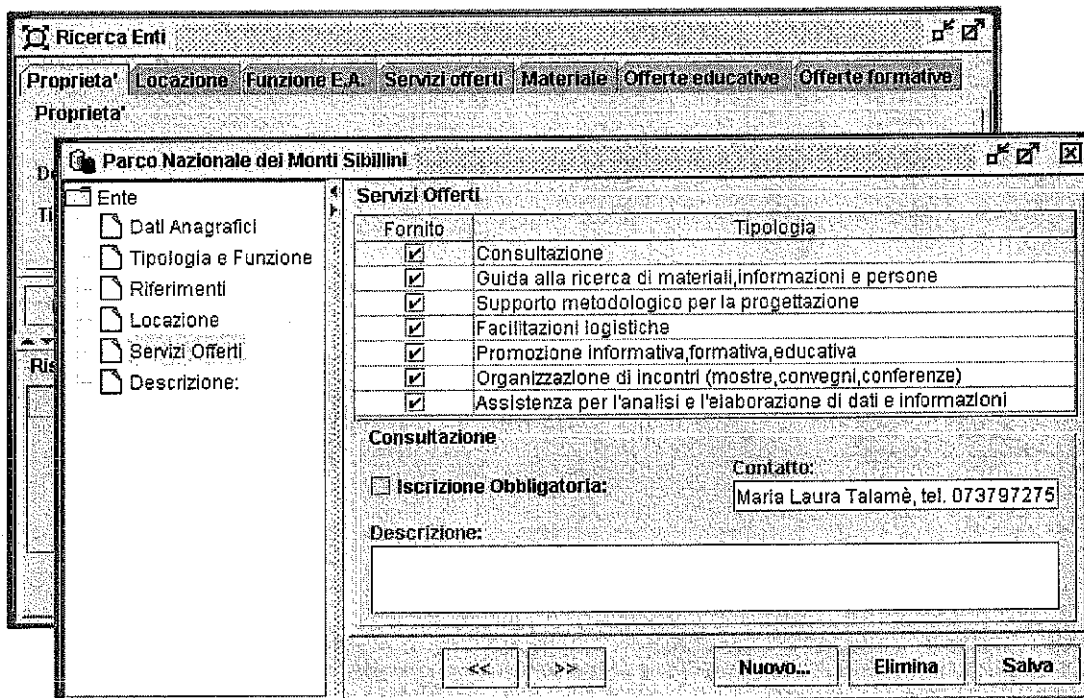 Ricerca Enti
Proprieta' Locazione Funzione E.A. Servizi offerti Materiale Offerte educative Offerte formative
Proprieta'
Parco Nazionale dei Monti Sibillini
Ente
Dati Anagrafici
Tipologia e Funzione
Riferimenti
Locazione
Servizi Offerti
Descrizione:
Servizi Offerti
Fornito Tipologia
Consultazione
Guida alla ricerca di materiali,informazioni e persone
Supporto metodologico per la progettazione
Facilitazioni logistiche
Promozione informativa,formativa,educativa
Organizzazione di incontri (mostre,convegni,conferenze)
Assistenza per l'analisi e l'elaborazione di dati e informazioni
Consultazione
Iscrizione Obbligatoria:
Contatto:
Maria Laura Talamè, tel. 073797275
Descrizione:
<< >> Nuovo... Elimina Salva